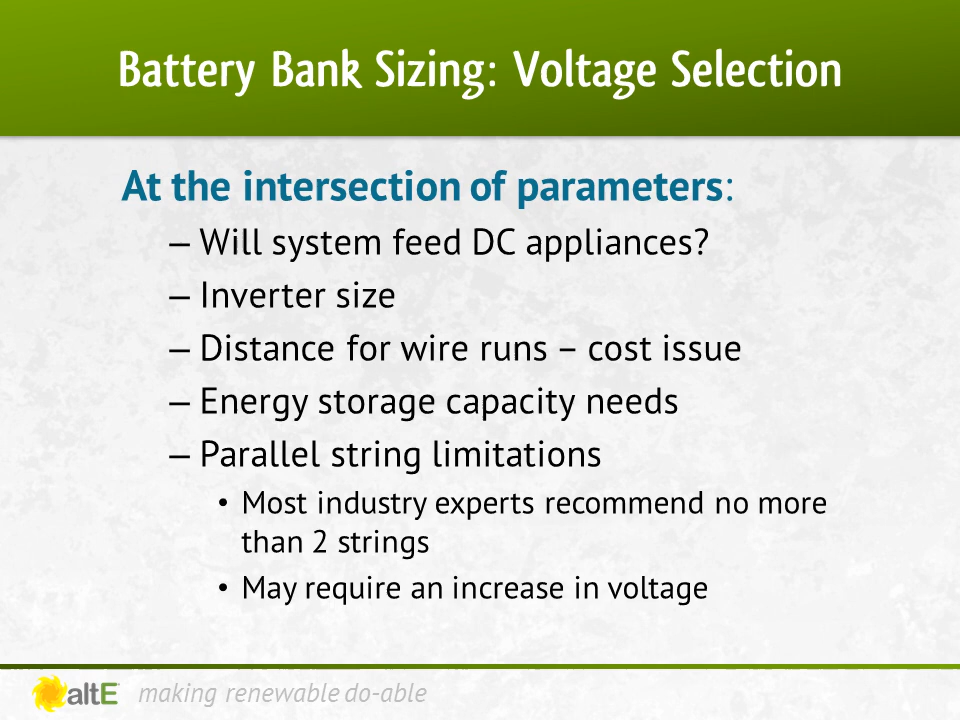 Battery Bank Sizing: Voltage Selection
At the intersection of parameters:
– Will system feed DC appliances?
– Inverter size
– Distance for wire runs – cost issue
– Energy storage capacity needs
– Parallel string limitations
• Most industry experts recommend no more
than 2 strings
• May require an increase in voltage
altE making renewable do-able